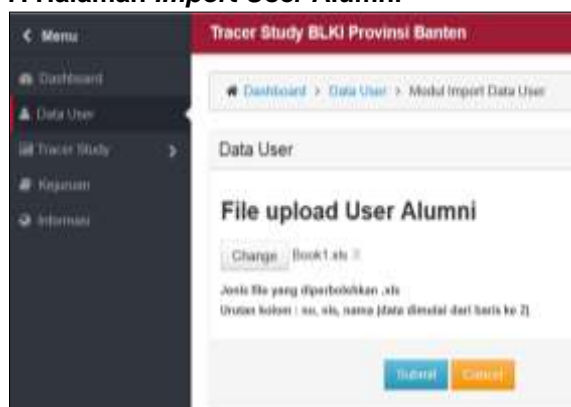 Halaman Import User Alumni
Menu
Tracer Study BLKI Provinsi Banten
Dashboard
Dashboard > Data User > Modul Import Data User
Data User
Tracer Study
Data User
Kejuruan
File upload User Alumni
Informasi
Change Book1.xls
Jenis file yang diperbolehkan .xls
Urutan kolom : no, nis, nama (data dimulai dari baris ke 2)
Submit Cancel